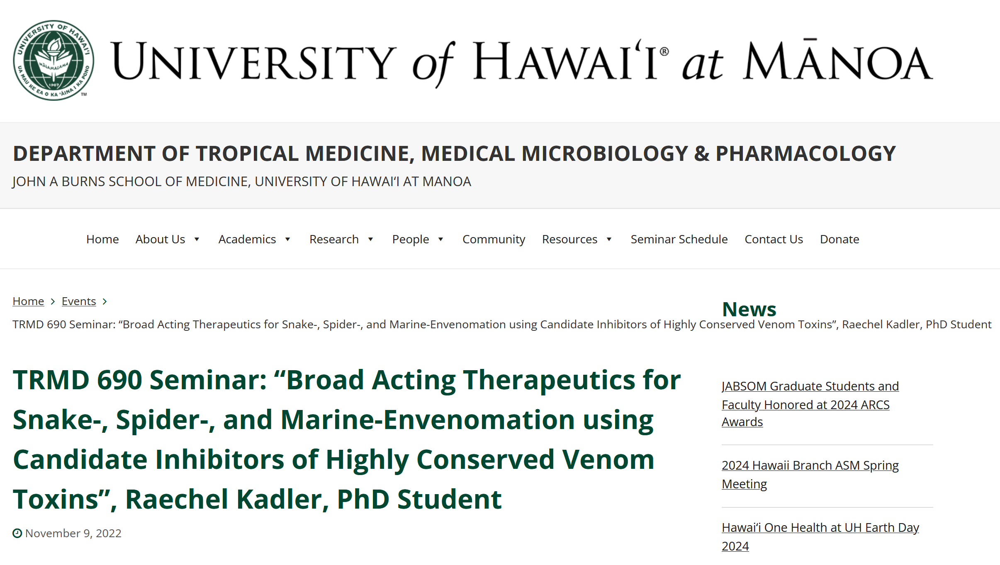 UNIVERSITY OF HAWAIʻI
MĀLAMALAMA
1907
UA MAU KE EA O KA ʻĀINA I KA PONO
TM
UNIVERSITY of HAWAIʻI® at MĀNOA
DEPARTMENT OF TROPICAL MEDICINE, MEDICAL MICROBIOLOGY & PHARMACOLOGY
JOHN A BURNS SCHOOL OF MEDICINE, UNIVERSITY OF HAWAI‘I AT MANOA
Home About Us Academics Research People Community Resources Seminar Schedule Contact Us Donate
Home > Events >
TRMD 690 Seminar: “Broad Acting Therapeutics for Snake-, Spider-, and Marine-Envenomation using Candidate Inhibitors of Highly Conserved Venom Toxins”, Raechel Kadler, PhD Student
TRMD 690 Seminar: “Broad Acting Therapeutics for
Snake-, Spider-, and Marine-Envenomation using
Candidate Inhibitors of Highly Conserved Venom
Toxins”, Raechel Kadler, PhD Student
November 9, 2022
News
JABSOM Graduate Students and
Faculty Honored at 2024 ARCS
Awards
2024 Hawaii Branch ASM Spring
Meeting
Hawai‘i One Health at UH Earth Day
2024